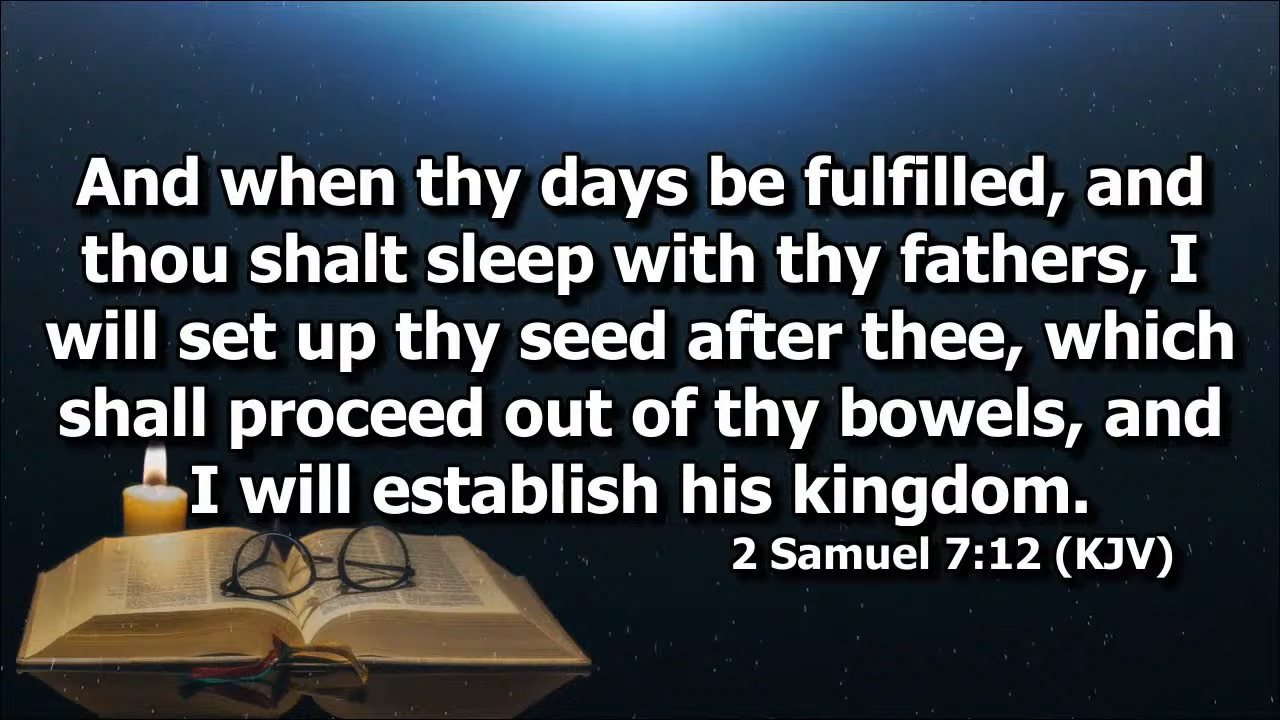 And when thy days be fulfilled, and
thou shalt sleep with thy fathers, I
will set up thy seed after thee, which
shall proceed out of thy bowels, and
I will establish his kingdom.
2 Samuel 7:12 (KJV)